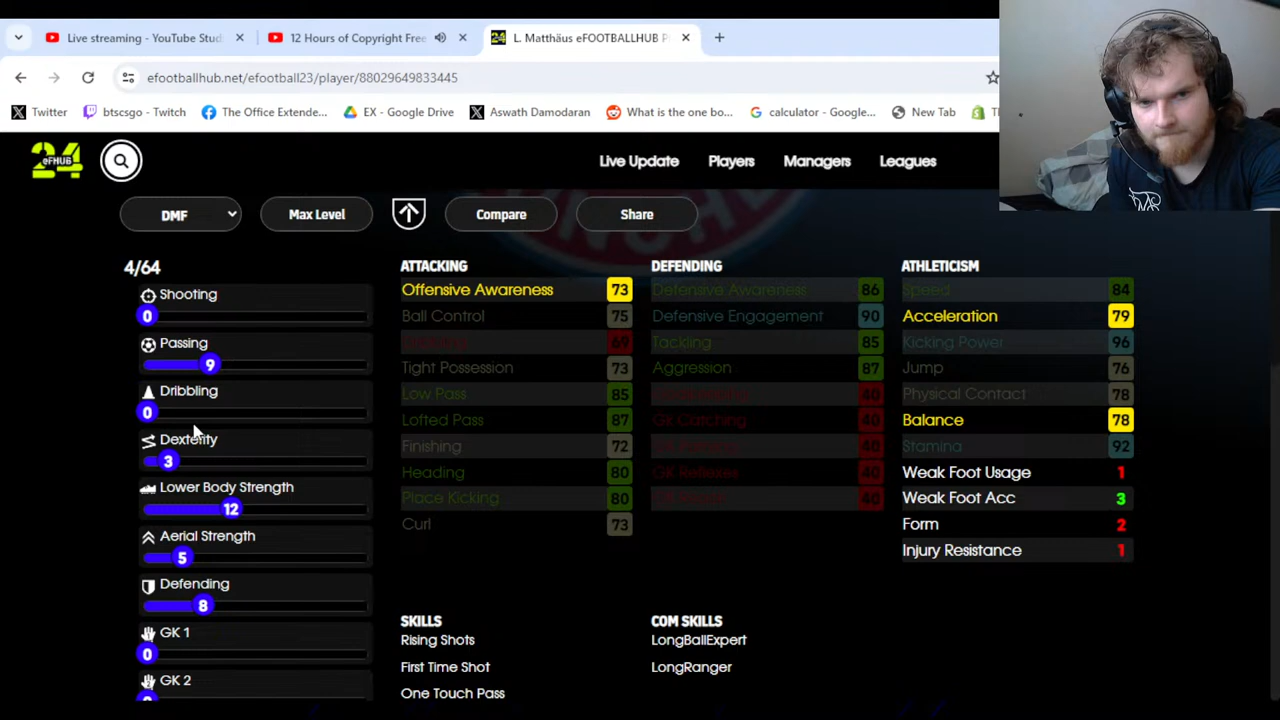 Live streaming - YouTube Stud
12 Hours of Copyright Free
L. Matthäus eFOOTBALLHUB P
efootballhub.net/efootball23/player/88029649833445
Twitter
btscsgo - Twitch
The Office Extende...
EX - Google Drive
Aswath Damodaran
What is the one bo...
calculator - Google...
New Tab
24
eFHUB
Live Update
Players
Managers
Leagues
DMF
Max Level
Compare
Share
4/64
Shooting
0
Passing
9
Dribbling
0
Dexterity
3
Lower Body Strength
12
Aerial Strength
5
Defending
8
GK 1
0
GK 2
ATTACKING
Offensive Awareness 73
Ball Control 75
69
Tight Possession 73
Low Pass 85
Lofted Pass 87
Finishing 72
Heading 80
Place Kicking 80
Curl 73
DEFENDING
Defensive Awareness 86
Defensive Engagement 90
Tackling 85
Aggression 87
40
Gk Catching 40
40
GK Reflexes 40
40
ATHLETICISM
Speed 84
Acceleration 79
Kicking Power 96
Jump 76
Physical Contact 78
Balance 78
Stamina 92
Weak Foot Usage 1
Weak Foot Acc 3
Form 2
Injury Resistance 1
SKILLS
Rising Shots
First Time Shot
One Touch Pass
COM SKILLS
LongBallExpert
LongRanger